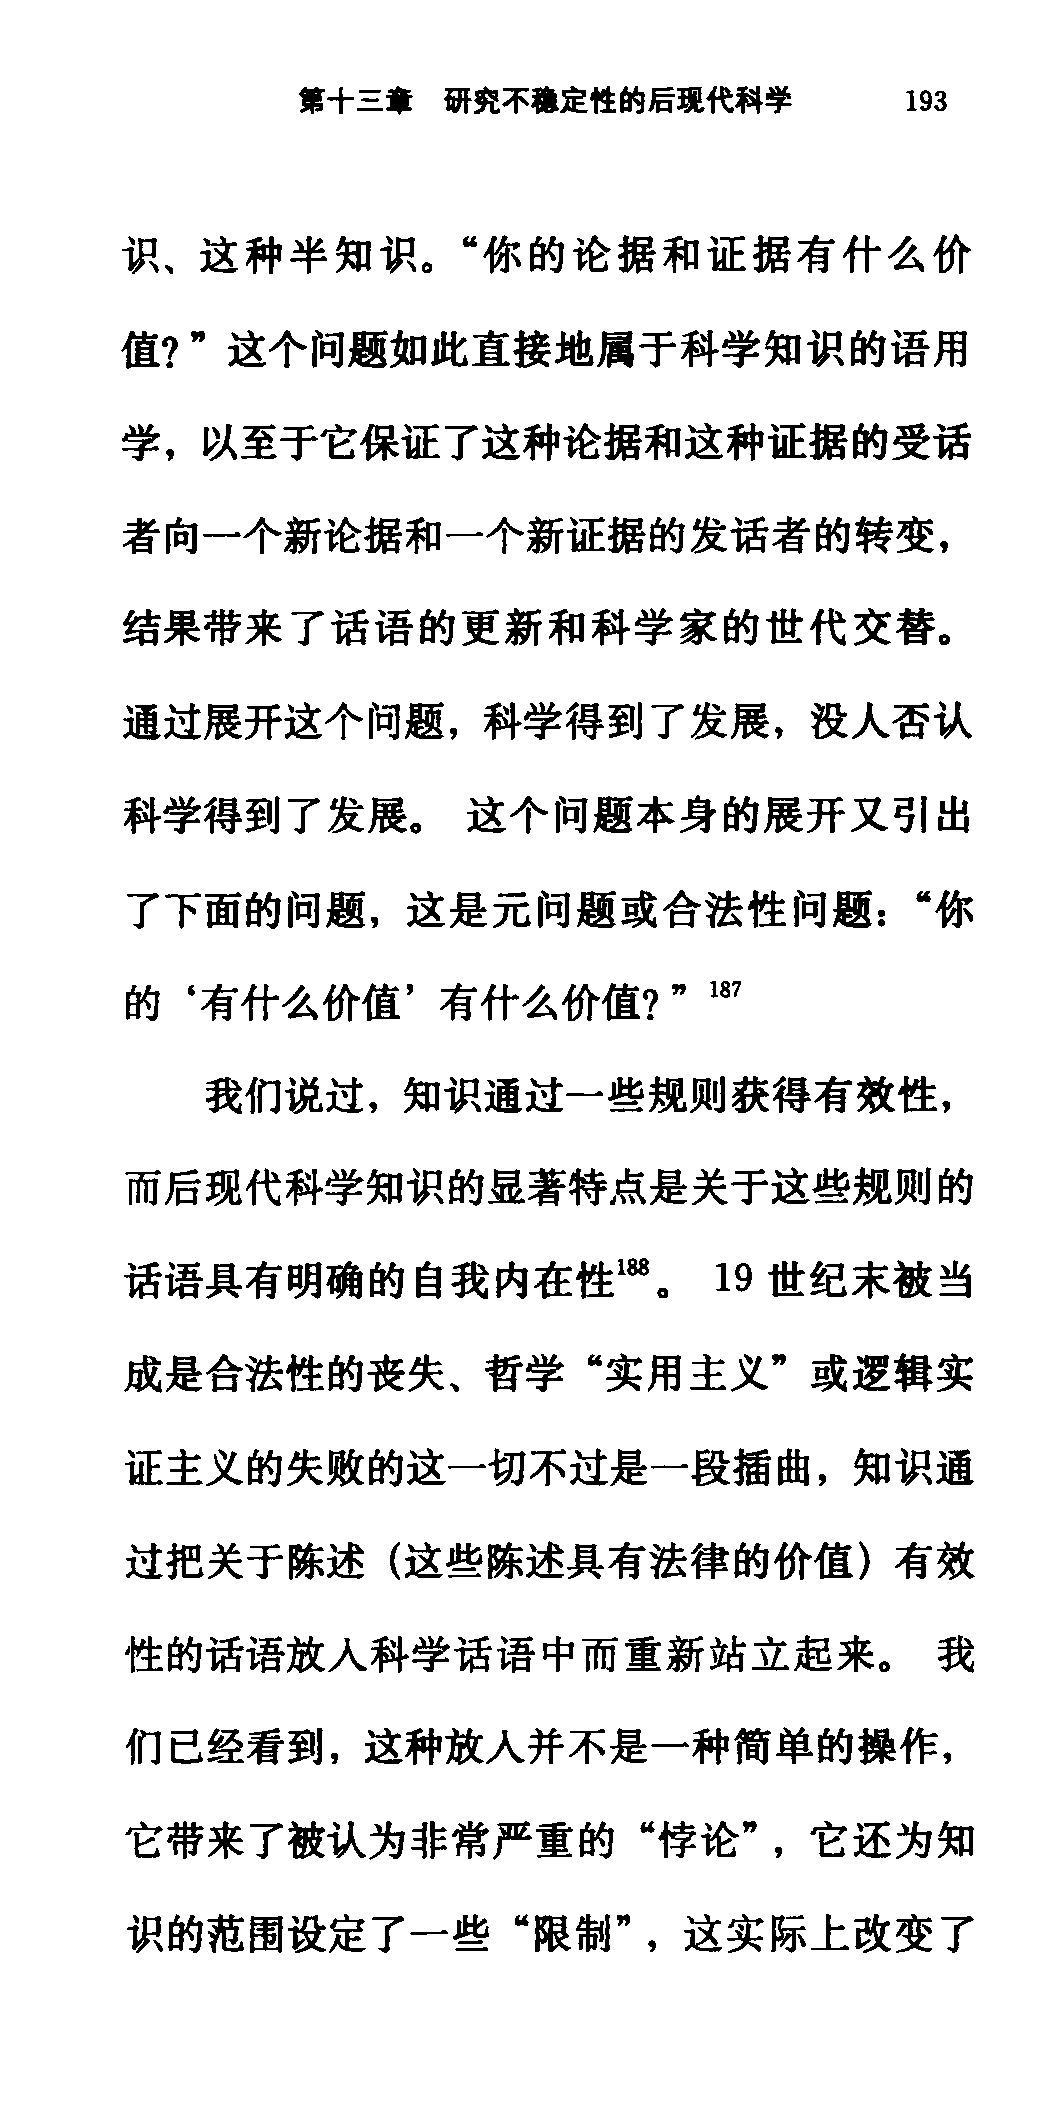 第十三章　研究不稳定性的后现代科学　193
识、这种半知识。“你的论据和证据有什么价
值?”这个问题如此直接地属于科学知识的语用
学，以至于它保证了这种论据和这种证据的受话
者向一个新论据和一个新证据的发话者的转变，
结果带来了话语的更新和科学家的世代交替。
通过展开这个问题，科学得到了发展，没人否认
科学得到了发展。 这个问题本身的展开又引出
了下面的问题，这是元问题或合法性问题：“你
的‘有什么价值’有什么价值?”187
我们说过，知识通过一些规则获得有效性，
而后现代科学知识的显著特点是关于这些规则的
话语具有明确的自我内在性188。 19 世纪末被当
成是合法性的丧失、哲学“实用主义”或逻辑实
证主义的失败的这一切不过是一段插曲，知识通
过把关于陈述（这些陈述具有法律的价值）有效
性的话语放入科学话语中而重新站立起来。 我
们已经看到，这种放入并不是一种简单的操作，
它带来了被认为非常严重的“悖论”，它还为知
识的范围设定了一些“限制”，这实际上改变了